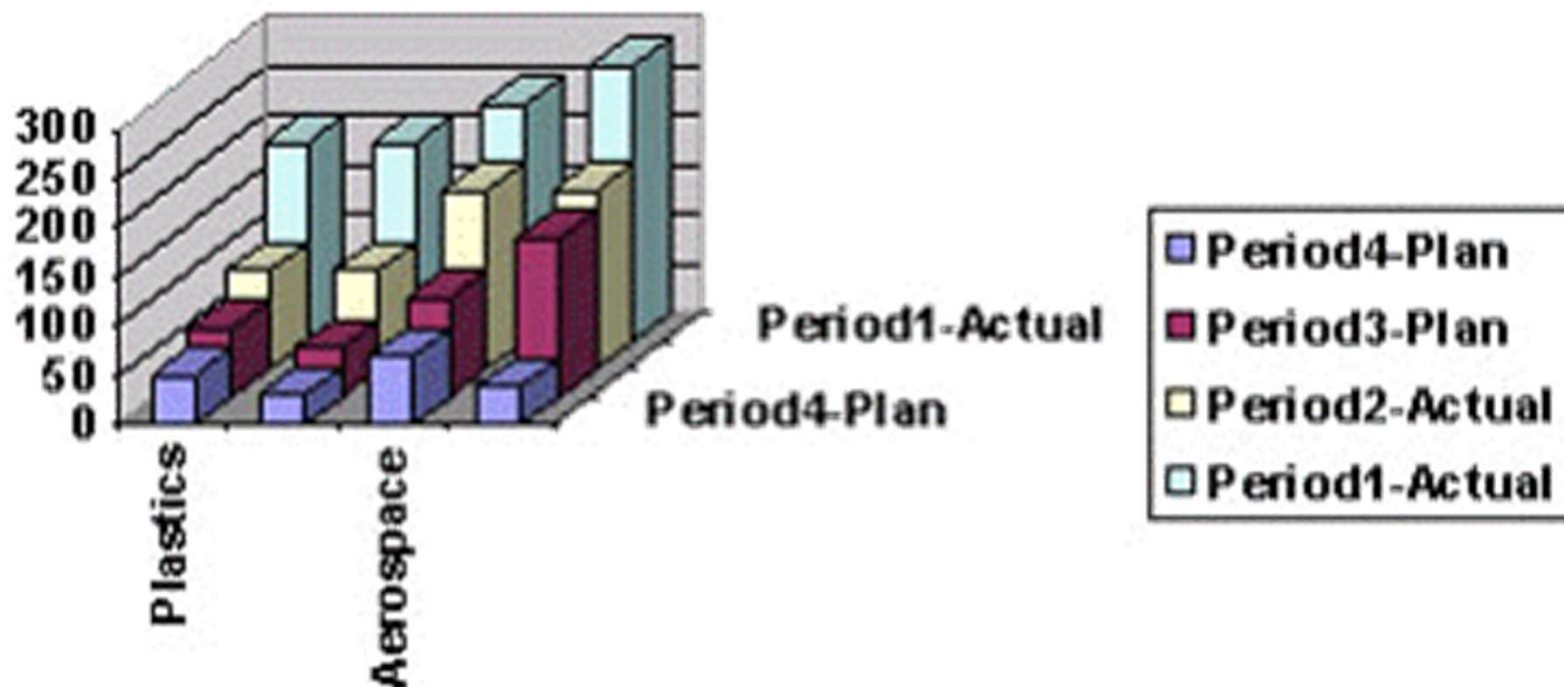 300
250
200
150
100
50
0
Plastics
Aerospace
Period1-Actual
Period4-Plan
Period4-Plan
Period3-Plan
Period2-Actual
Period1-Actual